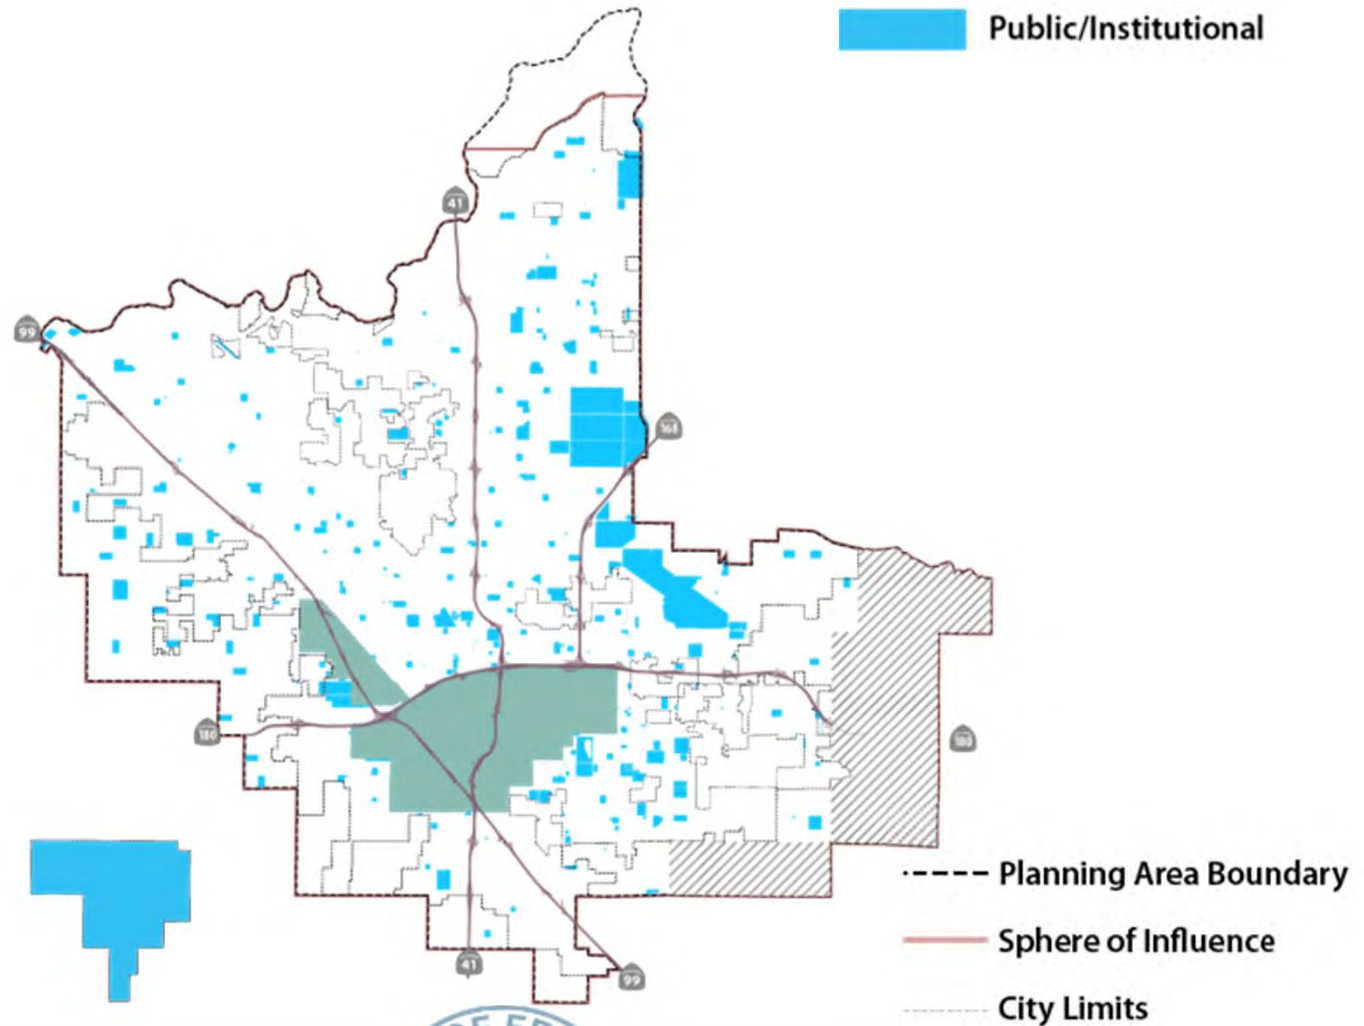 Public/Institutional
41
99
168
180
180
Planning Area Boundary
Sphere of Influence
41
99
City Limits